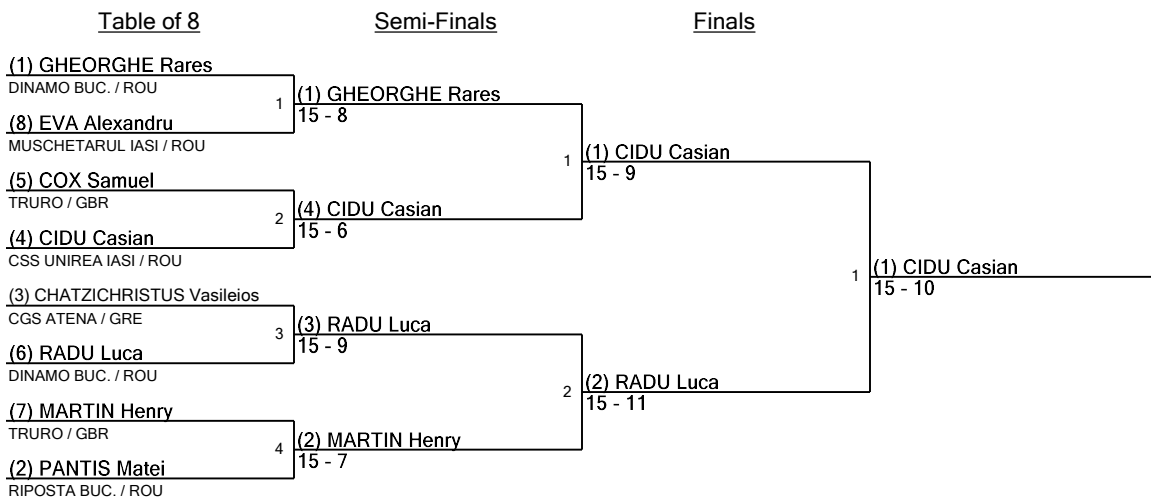 Table of 8
Semi-Finals
Finals
(1) GHEORGHE Rares
DINAMO BUC. / ROU
(8) EVA Alexandru
MUSCHETARUL IASI / ROU
(5) COX Samuel
TRURO / GBR
(4) CIDU Casian
CSS UNIREA IASI / ROU
(3) CHATZICHRISTUS Vasileios
CGS ATENA / GRE
(6) RADU Luca
DINAMO BUC. / ROU
(7) MARTIN Henry
TRURO / GBR
(2) PANTIS Matei
RIPOSTA BUC. / ROU
1
(1) GHEORGHE Rares
15 - 8
2
(4) CIDU Casian
15 - 6
3
(3) RADU Luca
15 - 9
4
(2) MARTIN Henry
15 - 7
1
(1) CIDU Casian
15 - 9
2
(2) RADU Luca
15 - 11
1
(1) CIDU Casian
15 - 10